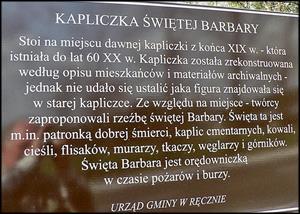 KAPLICZKA ŚWIĘTEJ BARBARY
Stoi na miejscu dawnej kapliczki z końca XIX w. - która
istniała do lat 60 XX w. Kapliczka została zrekonstruowana
według opisu mieszkańców i materiałów archiwalnych -
jednak nie udało się ustalić jaka figura znajdowała się
w starej kapliczce. Ze względu na miejsce - twórcy
zaproponowali rzeźbę świętej Barbary. Święta ta jest
m.in. patronką dobrej śmierci, kaplic cmentarnych, kowali,
cieśli, flisaków, murarzy, tkaczy, węglarzy i górników.
Święta Barbara jest orędowniczką
w czasie pożarów i burzy.
URZĄD GMINY W RĘCZNIE